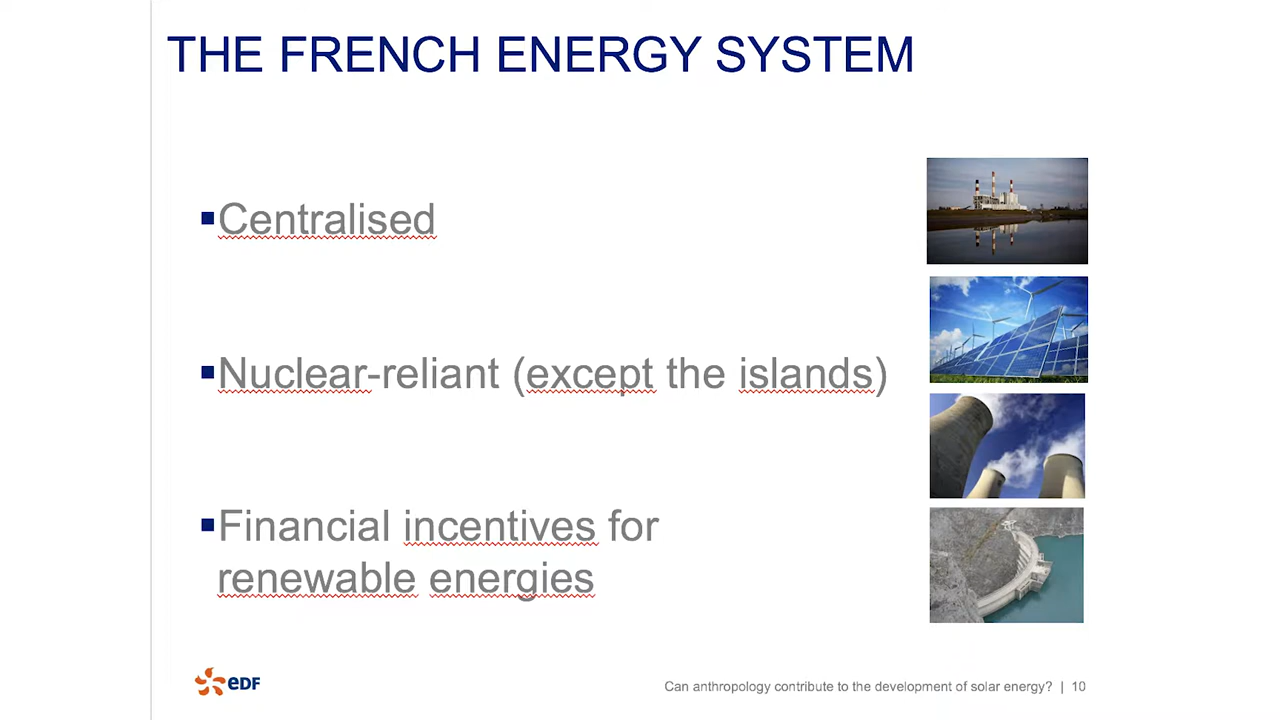 THE FRENCH ENERGY SYSTEM
▪Centralised
▪Nuclear-reliant (except the islands)
▪Financial incentives for
renewable energies
eDF
Can anthropology contribute to the development of solar energy? | 10